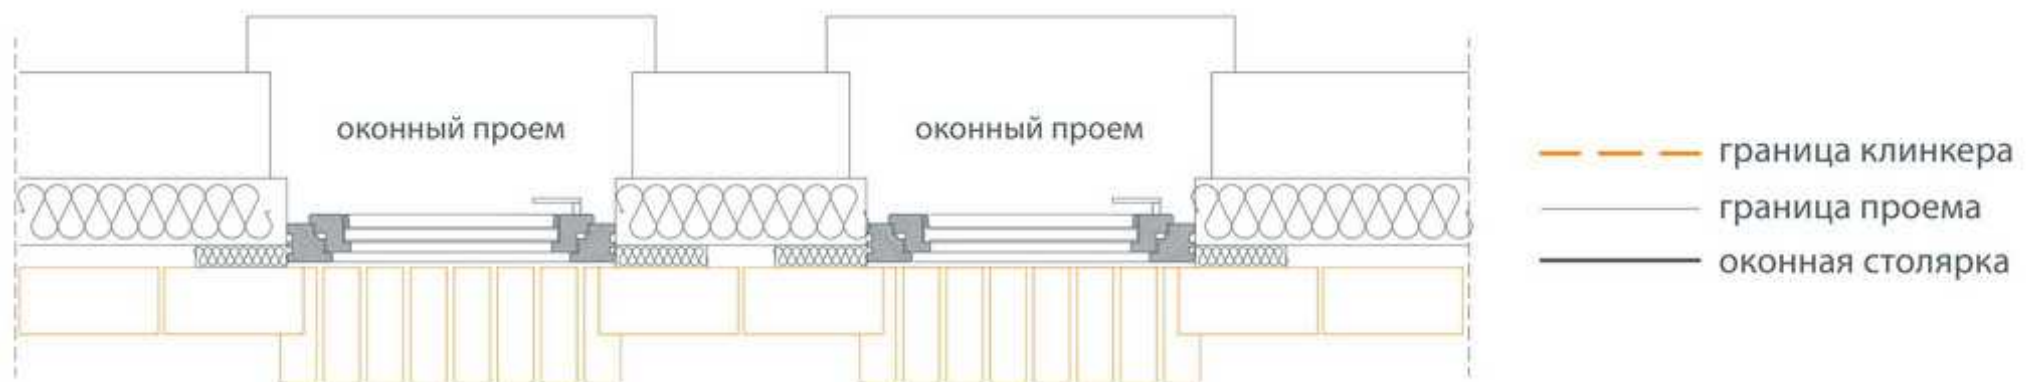 оконный проем
оконный проем
граница клинкера
граница проема
оконная столярка